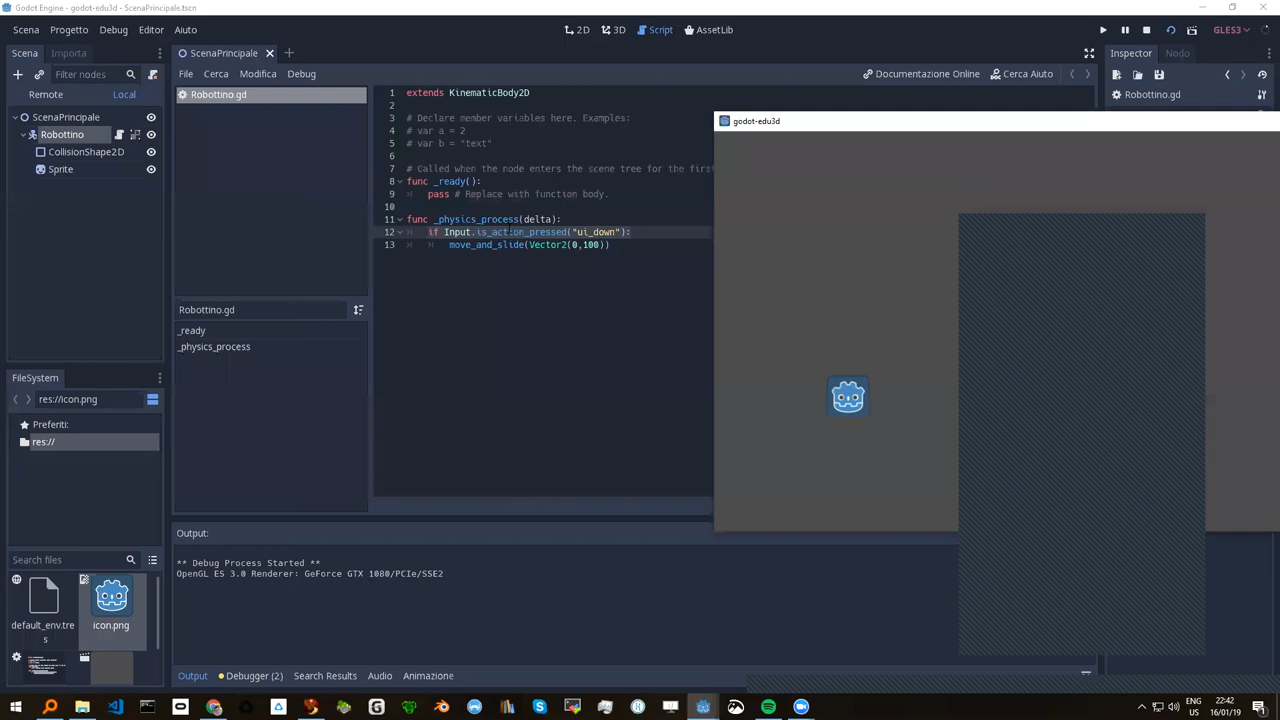 Godot Engine - godot-edu3d - ScenaPrincipale.tscn
Scena Progetto Debug Editor Aiuto
2D 3D Script AssetLib
GLES3
Scena Importa
Filter nodes
Remote Local
ScenaPrincipale
Robottino
CollisionShape2D
Sprite
ScenaPrincipale
File Cerca Modifica Debug
Documentazione Online Cerca Aiuto
Robottino.gd
Robottino.gd
_ready
_physics_process
1 extends KinematicBody2D
2
3 # Declare member variables here. Examples:
4 # var a = 2
5 # var b = "text"
6
7 # Called when the node enters the scene tree for the first
8 func _ready():
9 pass # Replace with function body.
10
11 func _physics_process(delta):
12 if Input.is_action_pressed("ui_down"):
13 move_and_slide(Vector2(0,100))
Inspector Nodo
Robottino.gd
godot-edu3d
FileSystem
res://icon.png
Preferiti:
res://
Search files
default_env.tre
s
icon.png
Output:
** Debug Process Started **
OpenGL ES 3.0 Renderer: GeForce GTX 1080/PCIe/SSE2
Output Debugger (2) Search Results Audio Animazione
ENG
US
22:42
16/01/19